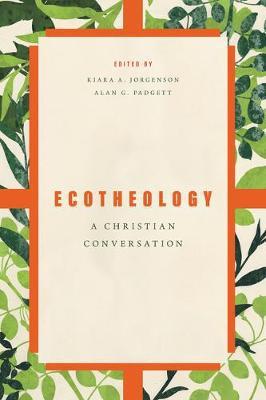 EDITED BY
KIARA A. JORGENSON
ALAN G. PADGETT
ECOTHEOLOGY
A CHRISTIAN
CONVERSATION